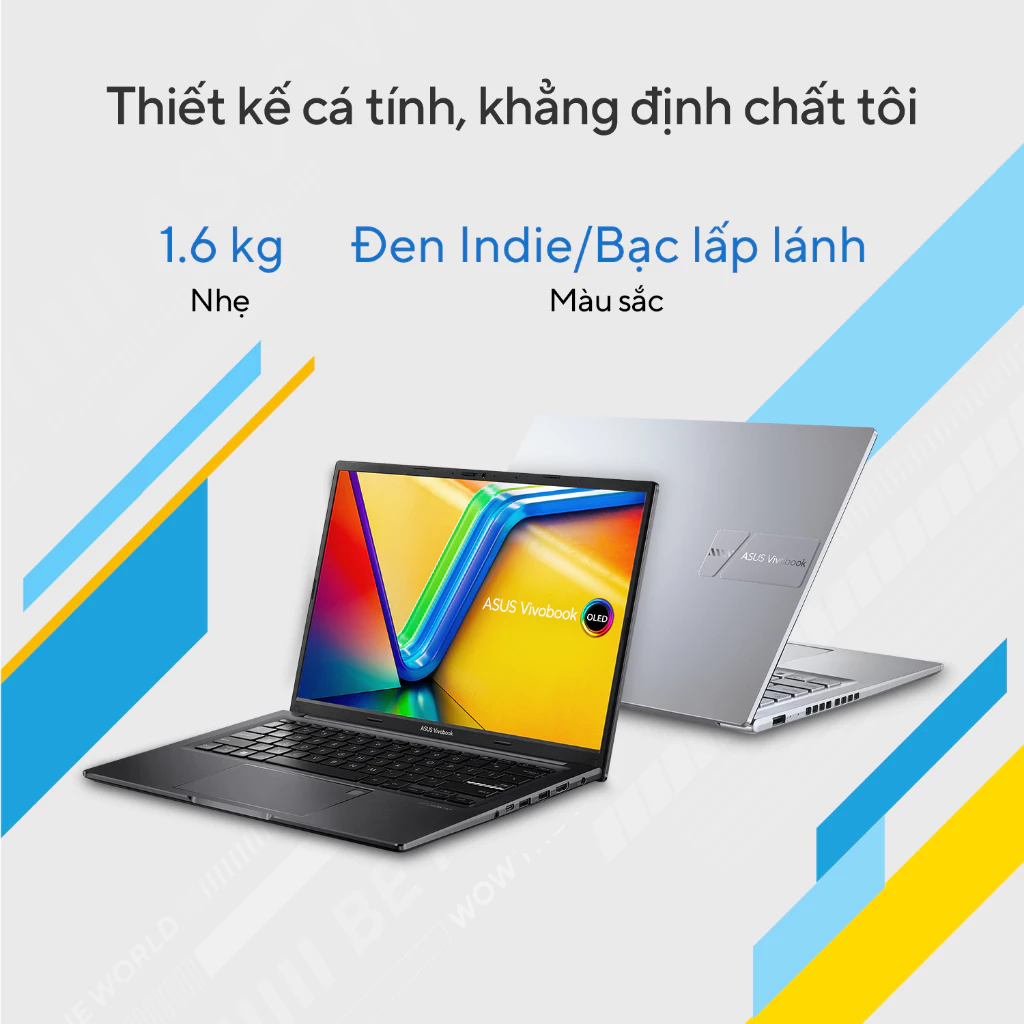 Thiết kế cá tính, khẳng định chất tôi
1.6 kg
Nhẹ
Đen Indie/Bạc lấp lánh
Màu sắc
ASUS Vivobook
OLED
ASUS Vivobook
ASUS Vivobook
WOW